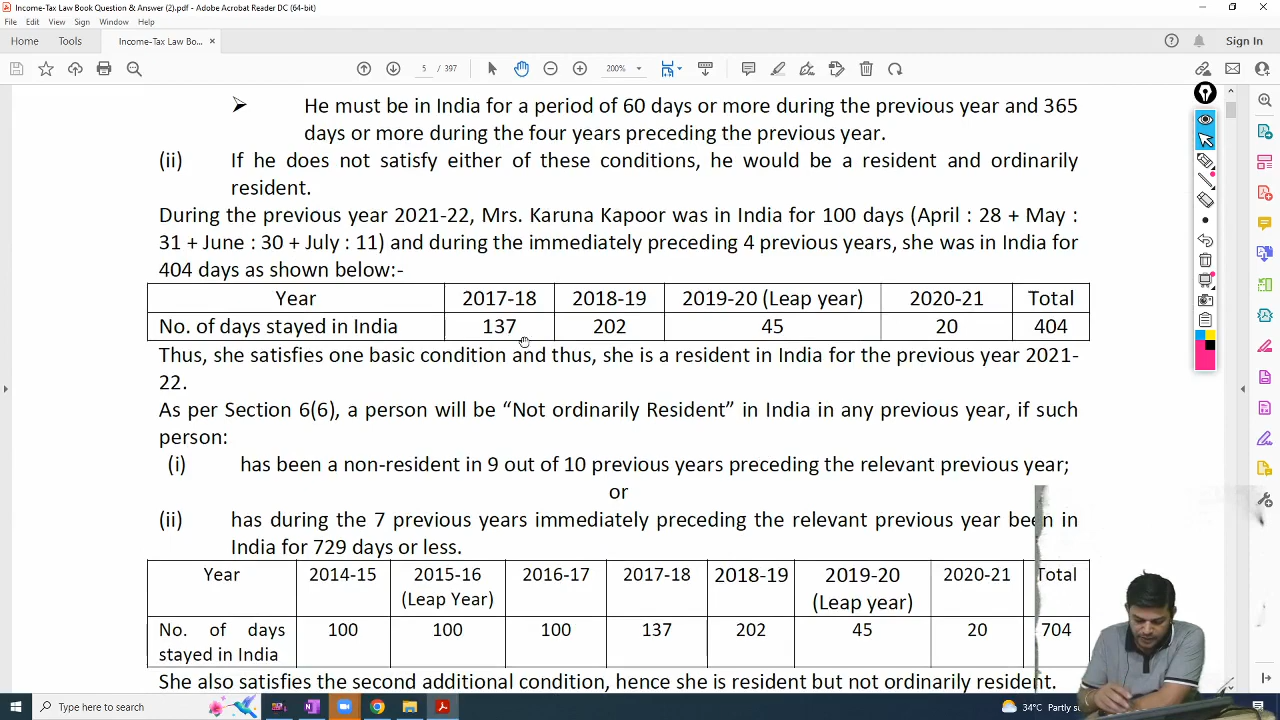 Income-Tax Law Book Question & Answer (2).pdf - Adobe Acrobat Reader DC (64-bit)
File Edit View Sign Window Help
Home Tools Income-Tax Law Bo... × Sign In
5 / 397 200%
➤ He must be in India for a period of 60 days or more during the previous year and 365
days or more during the four years preceding the previous year.
(ii) If he does not satisfy either of these conditions, he would be a resident and ordinarily
resident.
During the previous year 2021-22, Mrs. Karuna Kapoor was in India for 100 days (April : 28 + May :
31 + June : 30 + July : 11) and during the immediately preceding 4 previous years, she was in India for
404 days as shown below:-
Year 2017-18 2018-19 2019-20 (Leap year) 2020-21 Total
No. of days stayed in India 137 202 45 20 404
Thus, she satisfies one basic condition and thus, she is a resident in India for the previous year 2021-
22.
As per Section 6(6), a person will be “Not ordinarily Resident” in India in any previous year, if such
person:
(i) has been a non-resident in 9 out of 10 previous years preceding the relevant previous year;
or
(ii) has during the 7 previous years immediately preceding the relevant previous year been in
India for 729 days or less.
Year 2014-15 2015-16 2016-17 2017-18 2018-19 2019-20 2020-21 Total
(Leap Year) (Leap year)
No. of days 100 100 100 137 202 45 20 704
stayed in India
She also satisfies the second additional condition, hence she is resident but not ordinarily resident.
Type here to search 34°C Partly su